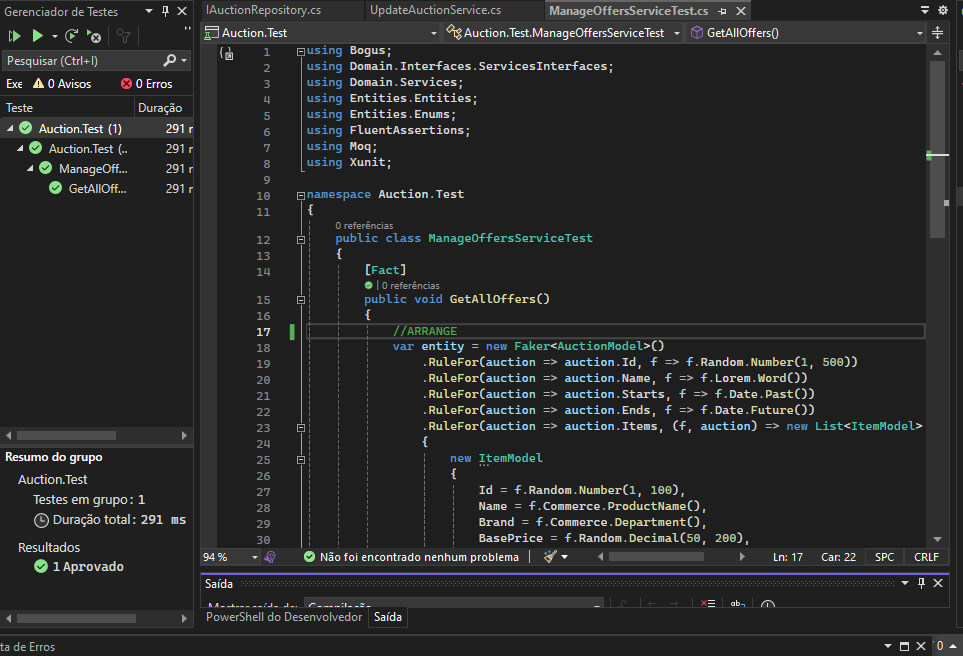 Gerenciador de Testes
Pesquisar (Ctrl+I)
Exe 0 Avisos 0 Erros
Teste Duração
Auction.Test (1) 291 r
Auction.Test (.. 291 r
ManageOff... 291 r
GetAllOff... 291 r
Resumo do grupo
Auction.Test
Testes em grupo: 1
Duração total: 291 ms
Resultados
1 Aprovado
IAuctionRepository.cs UpdateAuctionService.cs ManageOffersServiceTest.cs
Auction.Test Auction.Test.ManageOffersServiceTest GetAllOffers()
1 using Bogus;
2 using Domain.Interfaces.ServicesInterfaces;
3 using Domain.Services;
4 using Entities.Entities;
5 using Entities.Enums;
6 using FluentAssertions;
7 using Moq;
8 using Xunit;
9
10 namespace Auction.Test
11 {
0 referências
12 public class ManageOffersServiceTest
13 {
14 [Fact]
| 0 referências
15 public void GetAllOffers()
16 {
17 //ARRANGE
18 var entity = new Faker<AuctionModel>()
19 .RuleFor(auction => auction.Id, f => f.Random.Number(1, 500))
20 .RuleFor(auction => auction.Name, f => f.Lorem.Word())
21 .RuleFor(auction => auction.Starts, f => f.Date.Past())
22 .RuleFor(auction => auction.Ends, f => f.Date.Future())
23 .RuleFor(auction => auction.Items, (f, auction) => new List<ItemModel>
24 {
25 new ItemModel
26 {
27 Id = f.Random.Number(1, 100),
28 Name = f.Commerce.ProductName(),
29 Brand = f.Commerce.Department(),
30 BasePrice = f.Random.Decimal(50, 200),
94 % Não foi encontrado nenhum problema Ln: 17 Car: 22 SPC CRLF
Saída
Mostrar saída de: Compilação
PowerShell do Desenvolvedor Saída
ta de Erros 0